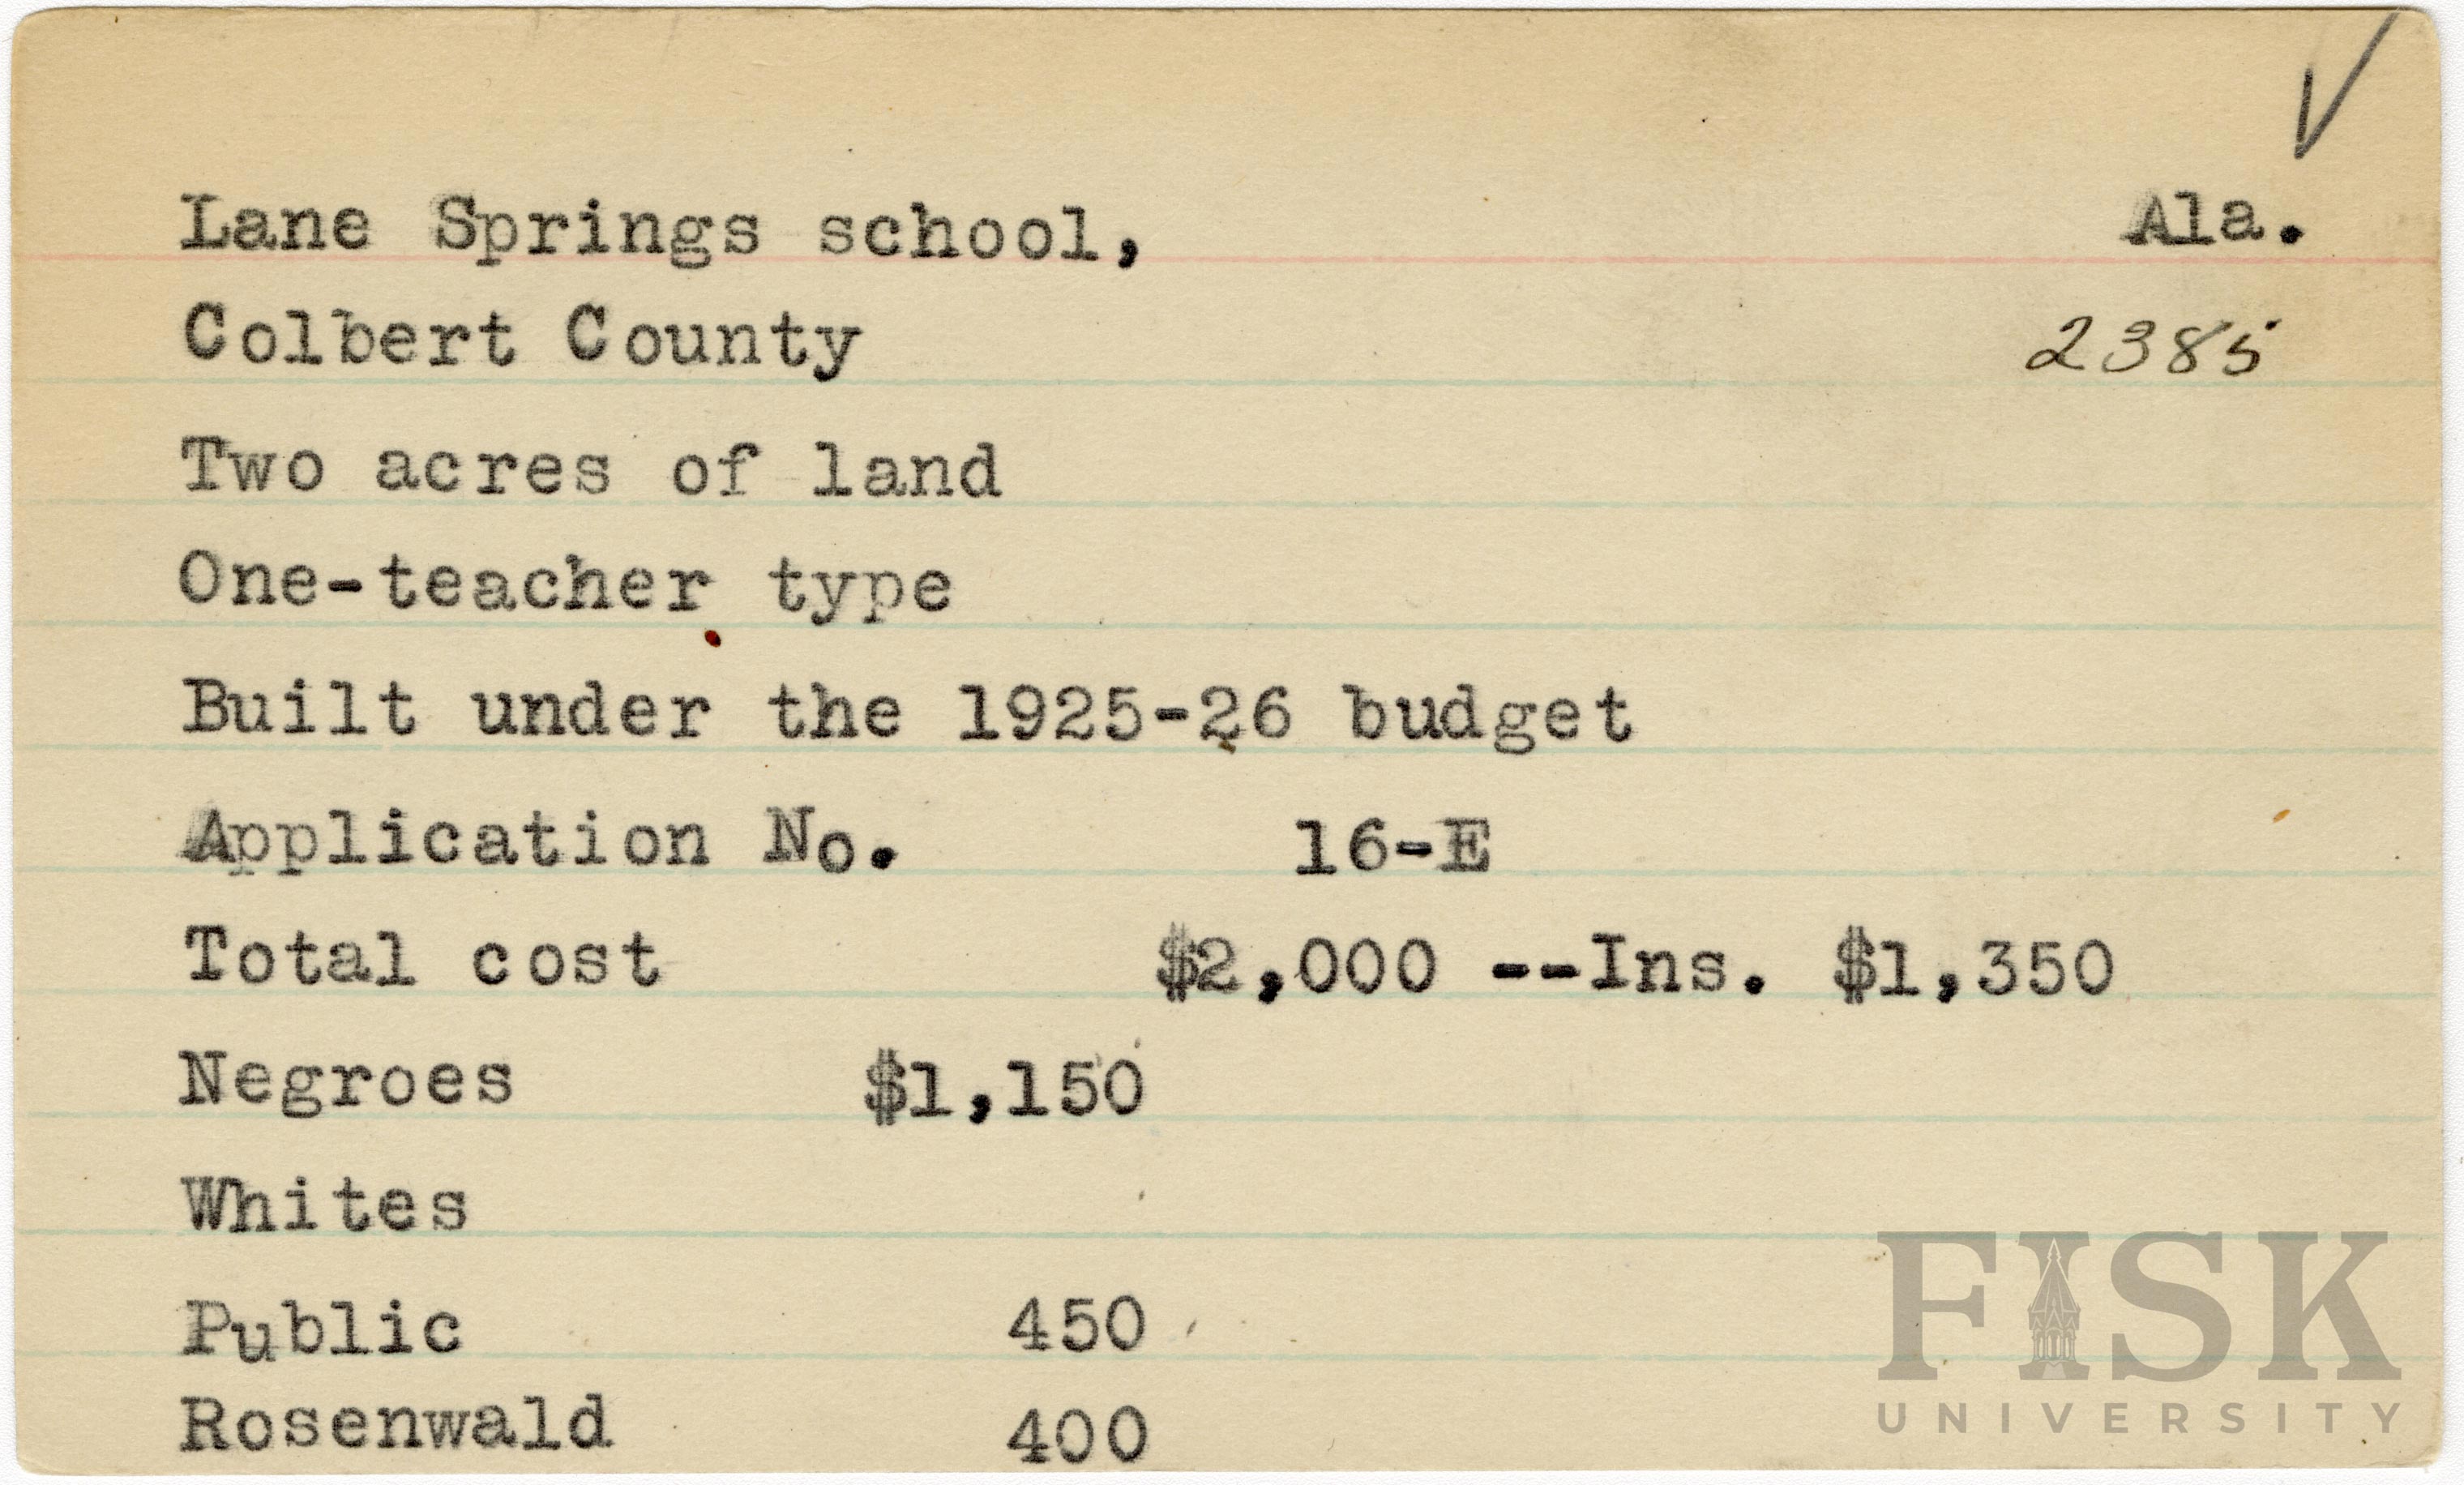 Lane Springs school, Ala.
Colbert County 2385
Two acres of land
One-teacher type
Built under the 1925-26 budget
Application No. 16-E
Total cost $2,000 --Ins. $1,350
Negroes $1,150
Whites
Public 450
Rosenwald 400
FISK
UNIVERSITY